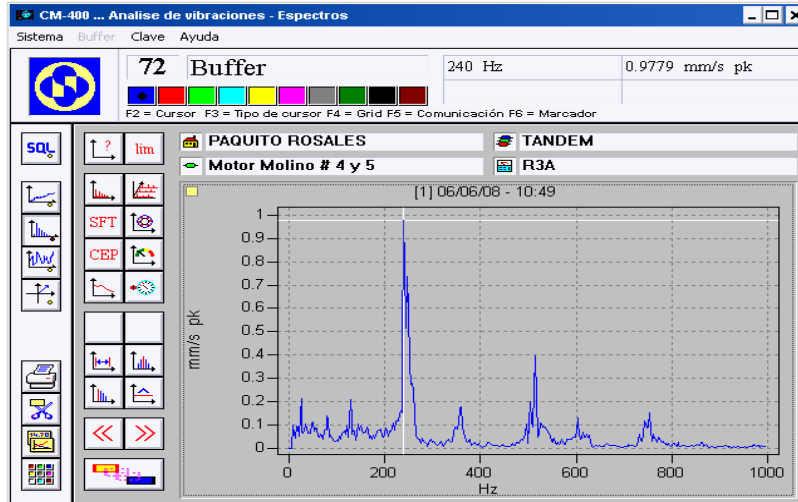 CM-400 ... Analise de vibraciones - Espectros
Sistema Buffer Clave Ayuda
72 Buffer 240 Hz 0.9779 mm/s pk
F2 = Cursor F3 = Tipo de cursor F4 = Grid F5 = Comunicación F6 = Marcador
SQL ? lim PAQUITO ROSALES TANDEM
Motor Molino # 4 y 5 R3A
[1] 06/06/08 - 10:49
SFT
CEP
mm/s pk
1
0.9
0.8
0.7
0.6
0.5
0.4
0.3
0.2
0.1
0
0 200 400 600 800 1000
Hz
14.70